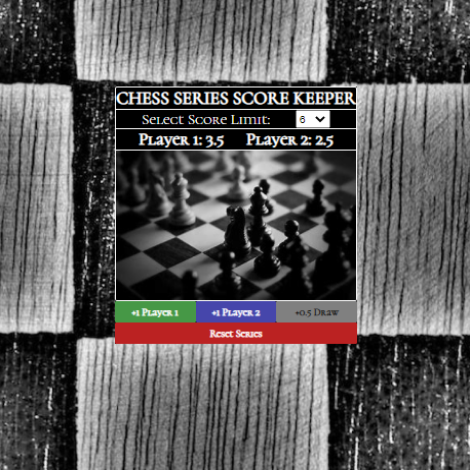 CHESS SERIES SCORE KEEPER
Select Score Limit: 6
Player 1: 3.5 Player 2: 2.5
+1 Player 1 +1 Player 2 +0.5 Draw
Reset Series